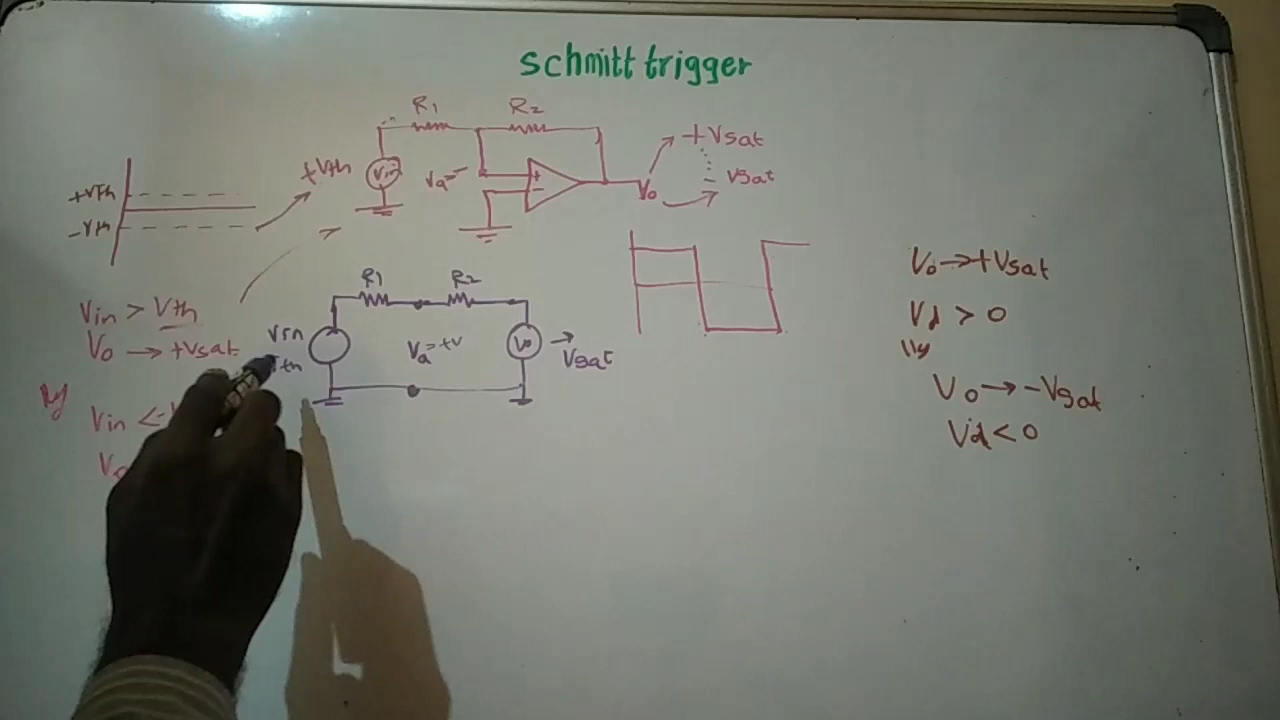 schmitt trigger
R1 R2
+Vsat
+Vth
Vin
Va=
+
-
Vo
- Vsat
+VTh
-Vth
R1 R2
Vin > Vth
Vo → +Vsat
Vin
Va=+V
Vo
Vsat
Vin <-
Vo → +Vsat
Vd > 0
lly
Vo → -Vsat
Vd < 0